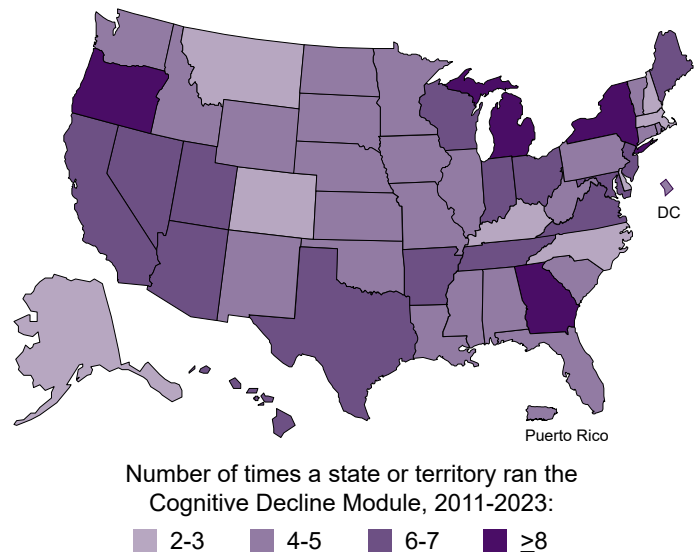 DC
Puerto Rico
Number of times a state or territory ran the
Cognitive Decline Module, 2011-2023:
2-3 4-5 6-7 ≥8